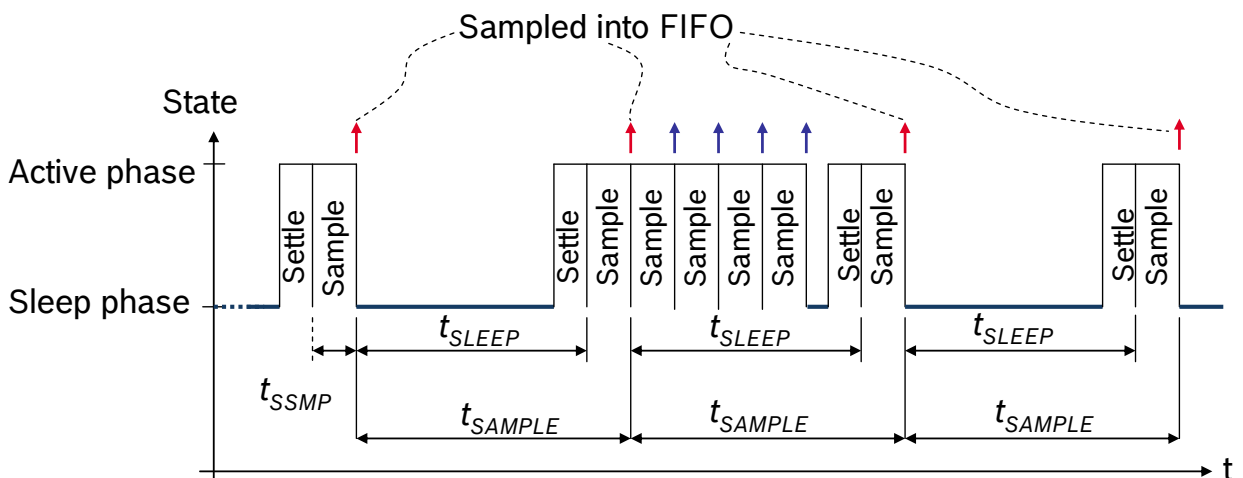 Sampled into FIFO
State
Active phase
Settle
Sample
Settle
Sample
Sample
Sample
Sample
Sample
Settle
Sample
Settle
Sample
Sleep phase
tSLEEP
tSLEEP
tSLEEP
tSSMP
tSAMPLE
tSAMPLE
tSAMPLE
t